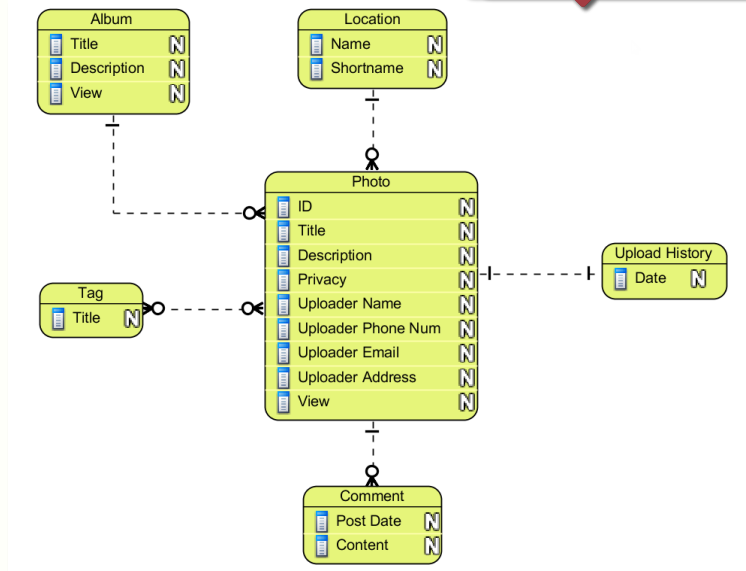 Album
Title N
Description N
View N
Location
Name N
Shortname N
Photo
ID N
Title N
Description N
Privacy N
Uploader Name N
Uploader Phone Num N
Uploader Email N
Uploader Address N
View N
Upload History
Date N
Tag
Title N
Comment
Post Date N
Content N